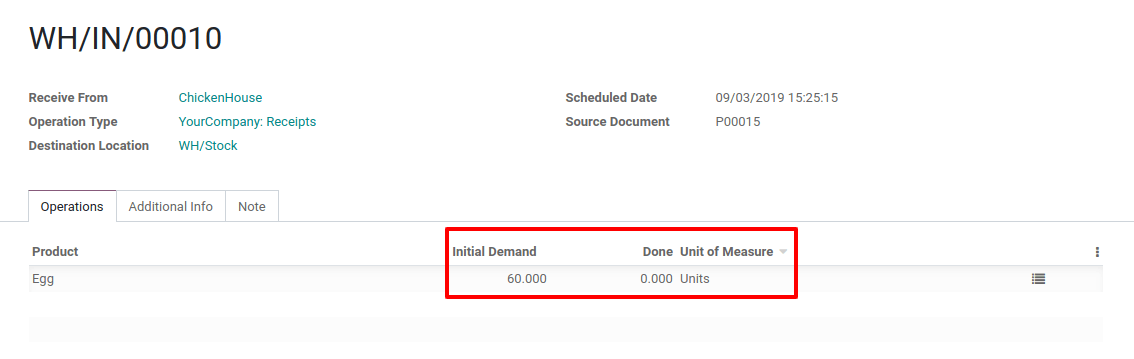 WH/IN/00010
Receive From ChickenHouse Scheduled Date 09/03/2019 15:25:15
Operation Type YourCompany: Receipts Source Document P00015
Destination Location WH/Stock
Operations Additional Info Note
Product Initial Demand Done Unit of Measure
Egg 60.000 0.000 Units